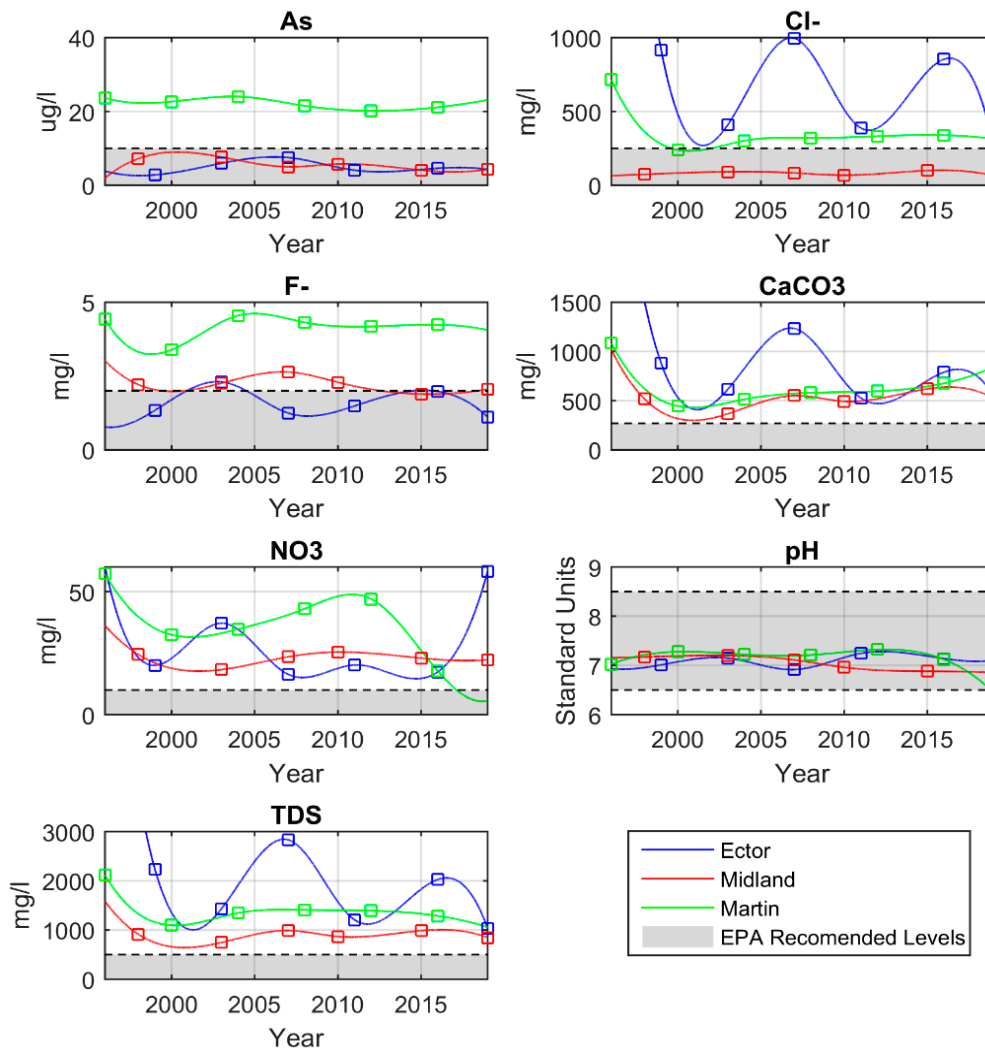 As
40
20
0
ug/l
2000 2005 2010 2015
Year
Cl-
1000
500
0
mg/l
2000 2005 2010 2015
Year
F-
5
0
mg/l
2000 2005 2010 2015
Year
CaCO3
1500
1000
500
0
mg/l
2000 2005 2010 2015
Year
NO3
50
0
mg/l
2000 2005 2010 2015
Year
pH
9
8
7
6
Standard Units
2000 2005 2010 2015
Year
TDS
3000
2000
1000
0
mg/l
2000 2005 2010 2015
Year
Ector
Midland
Martin
EPA Recomended Levels